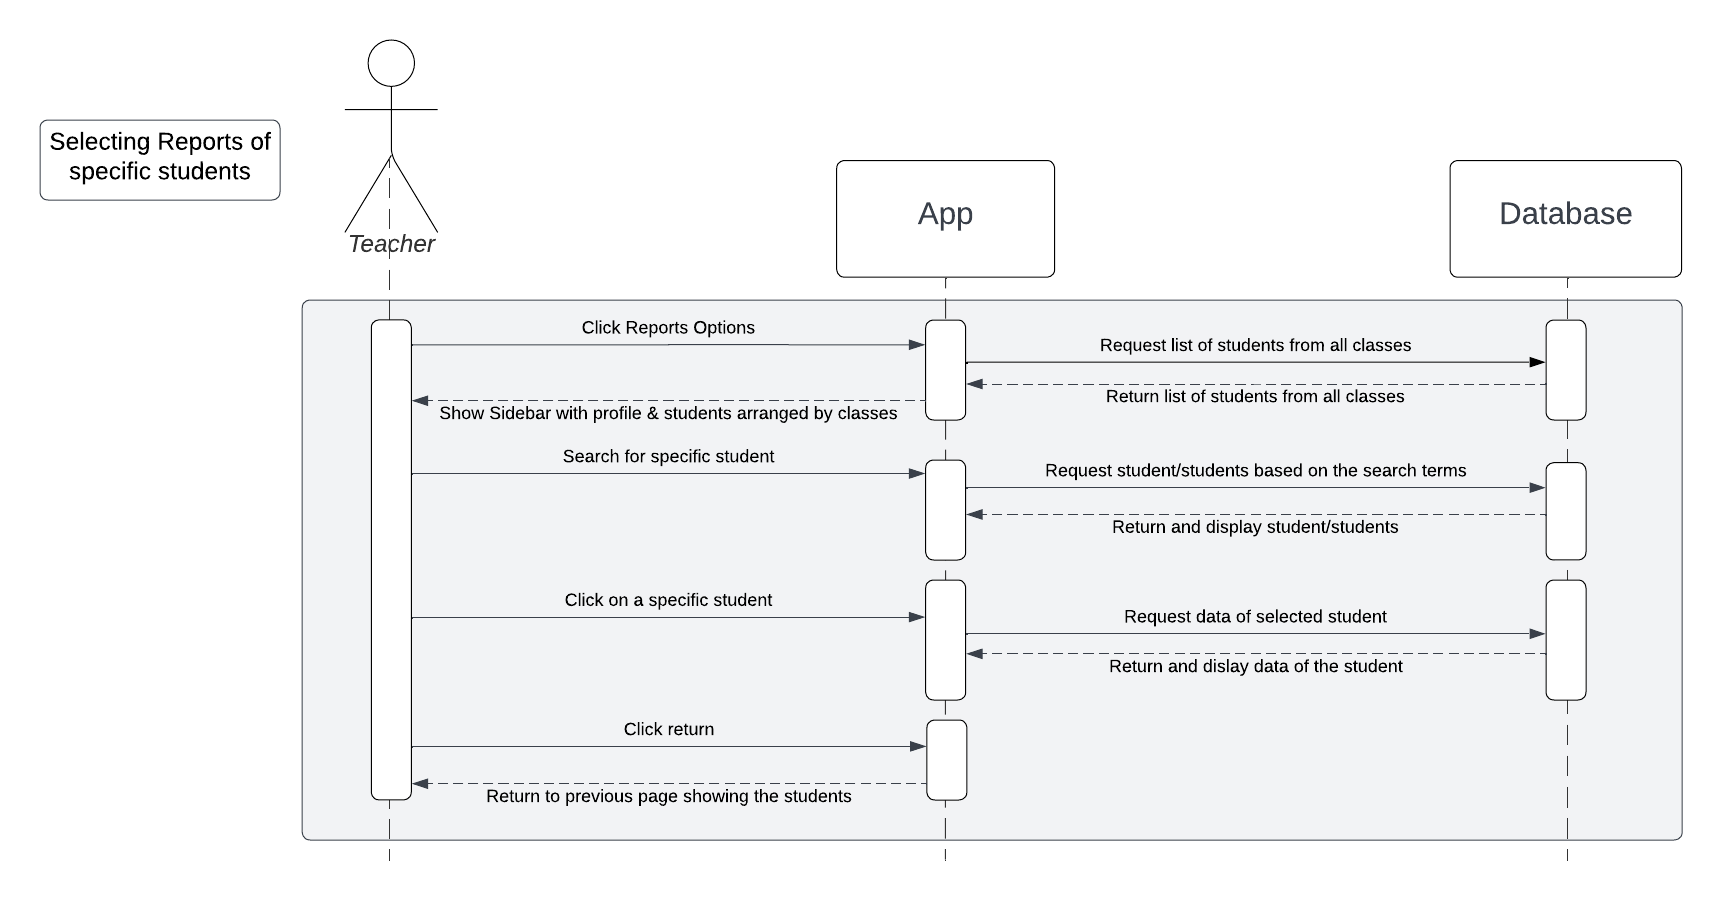 Selecting Reports of
specific students
Teacher
App
Database
Click Reports Options
Request list of students from all classes
Return list of students from all classes
Show Sidebar with profile & students arranged by classes
Search for specific student
Request student/students based on the search terms
Return and display student/students
Click on a specific student
Request data of selected student
Return and dislay data of the student
Click return
Return to previous page showing the students